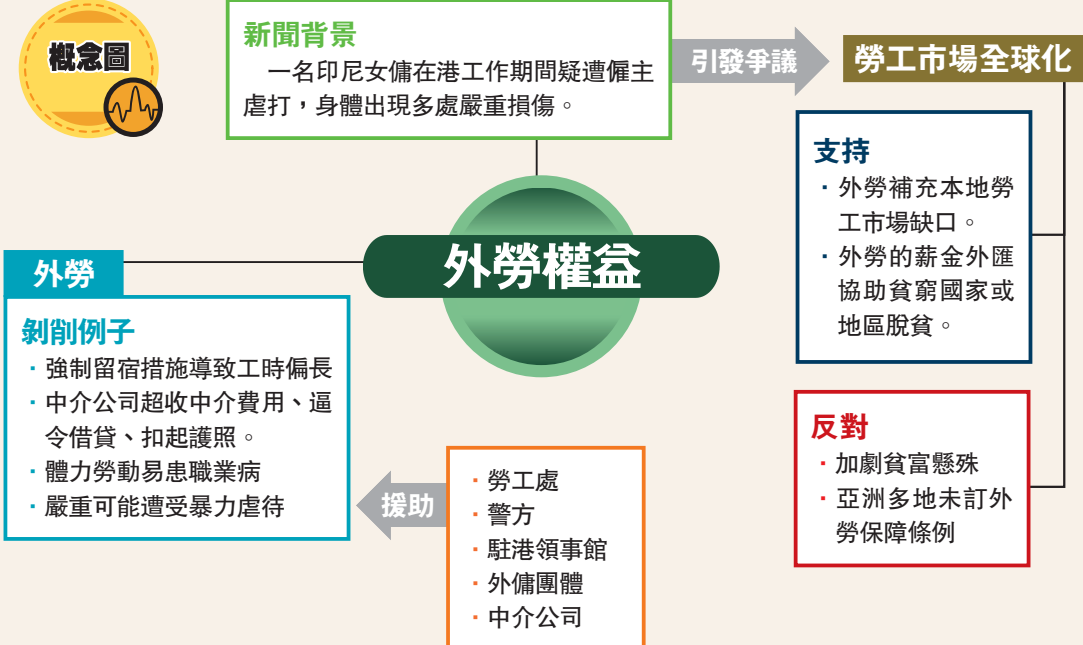 概念圖
新聞背景
一名印尼女傭在港工作期間疑遭僱主
虐打，身體出現多處嚴重損傷。
引發爭議
勞工市場全球化
支持
·外勞補充本地勞
工市場缺口。
·外勞的薪金外匯
協助貧窮國家或
地區脫貧。
反對
·加劇貧富懸殊
·亞洲多地未訂外
勞保障條例
外勞權益
外勞
剝削例子
·強制留宿措施導致工時偏長
·中介公司超收中介費用、逼
令借貸、扣起護照。
·體力勞動易患職業病
·嚴重可能遭受暴力虐待
援助
·勞工處
·警方
·駐港領事館
·外傭團體
·中介公司